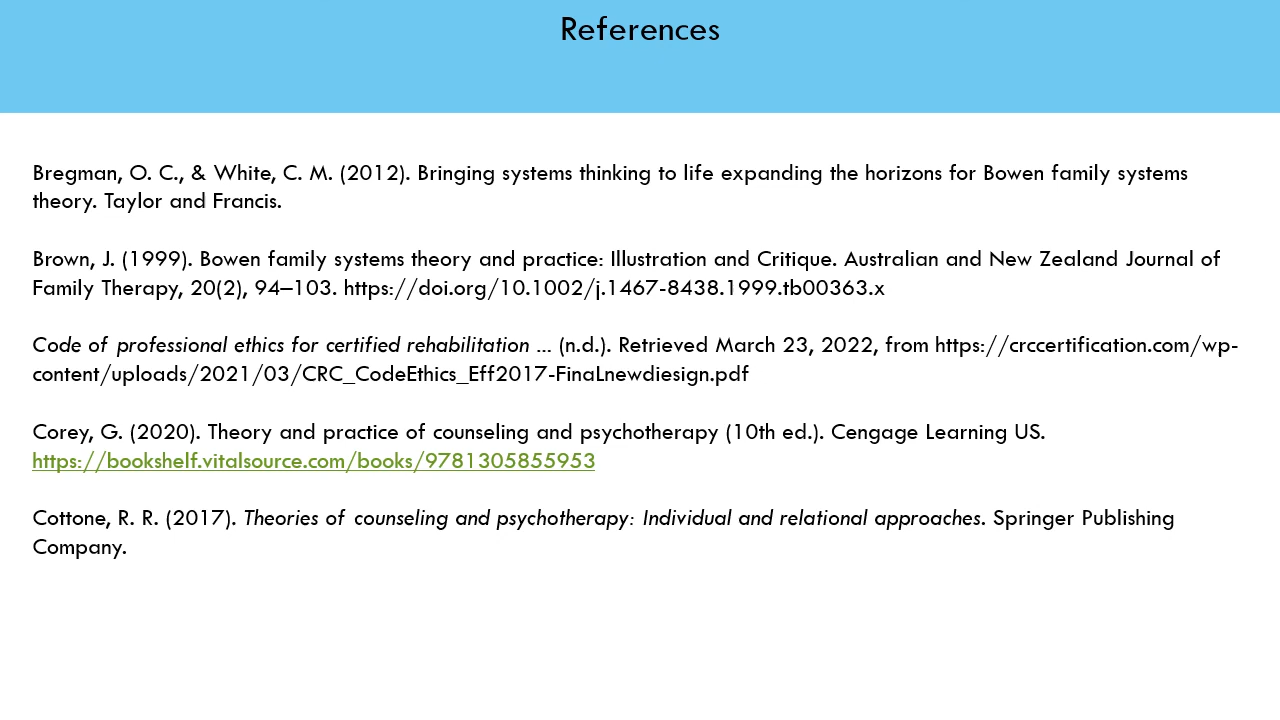 References
Bregman, O. C., & White, C. M. (2012). Bringing systems thinking to life expanding the horizons for Bowen family systems
theory. Taylor and Francis.
Brown, J. (1999). Bowen family systems theory and practice: Illustration and Critique. Australian and New Zealand Journal of
Family Therapy, 20(2), 94–103. https://doi.org/10.1002/j.1467-8438.1999.tb00363.x
Code of professional ethics for certified rehabilitation ... (n.d.). Retrieved March 23, 2022, from https://crccertification.com/wp-
content/uploads/2021/03/CRC_CodeEthics_Eff2017-FinaLnewdiesign.pdf
Corey, G. (2020). Theory and practice of counseling and psychotherapy (10th ed.). Cengage Learning US.
https://bookshelf.vitalsource.com/books/9781305855953
Cottone, R. R. (2017). Theories of counseling and psychotherapy: Individual and relational approaches. Springer Publishing
Company.